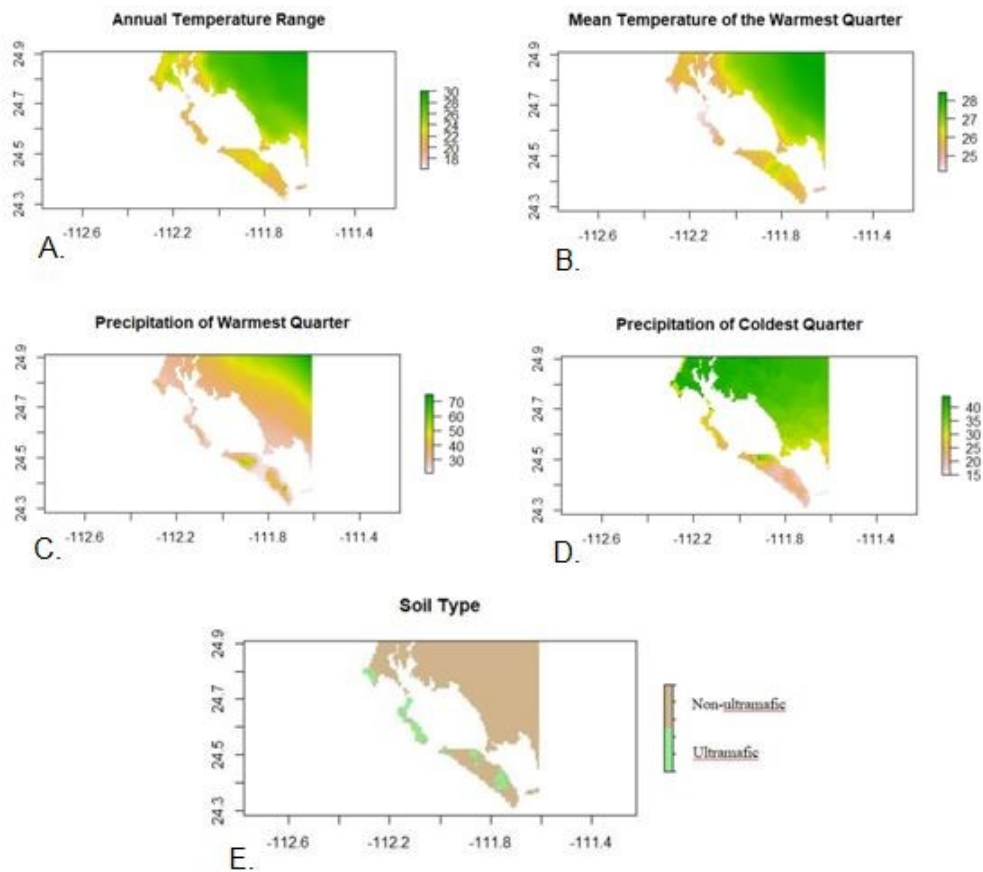 Annual Temperature Range
24.9
24.7
24.5
24.3
-112.6 -112.2 -111.8 -111.4
30
28
26
24
22
20
18
A.
Mean Temperature of the Warmest Quarter
24.9
24.7
24.5
24.3
-112.6 -112.2 -111.8 -111.4
28
27
26
25
B.
Precipitation of Warmest Quarter
24.9
24.7
24.5
24.3
-112.6 -112.2 -111.8 -111.4
70
60
50
40
30
C.
Precipitation of Coldest Quarter
24.9
24.7
24.5
24.3
-112.6 -112.2 -111.8 -111.4
40
35
30
25
20
15
D.
Soil Type
24.9
24.7
24.5
24.3
-112.6 -112.2 -111.8 -111.4
Non-ultramafic
Ultramafic
E.